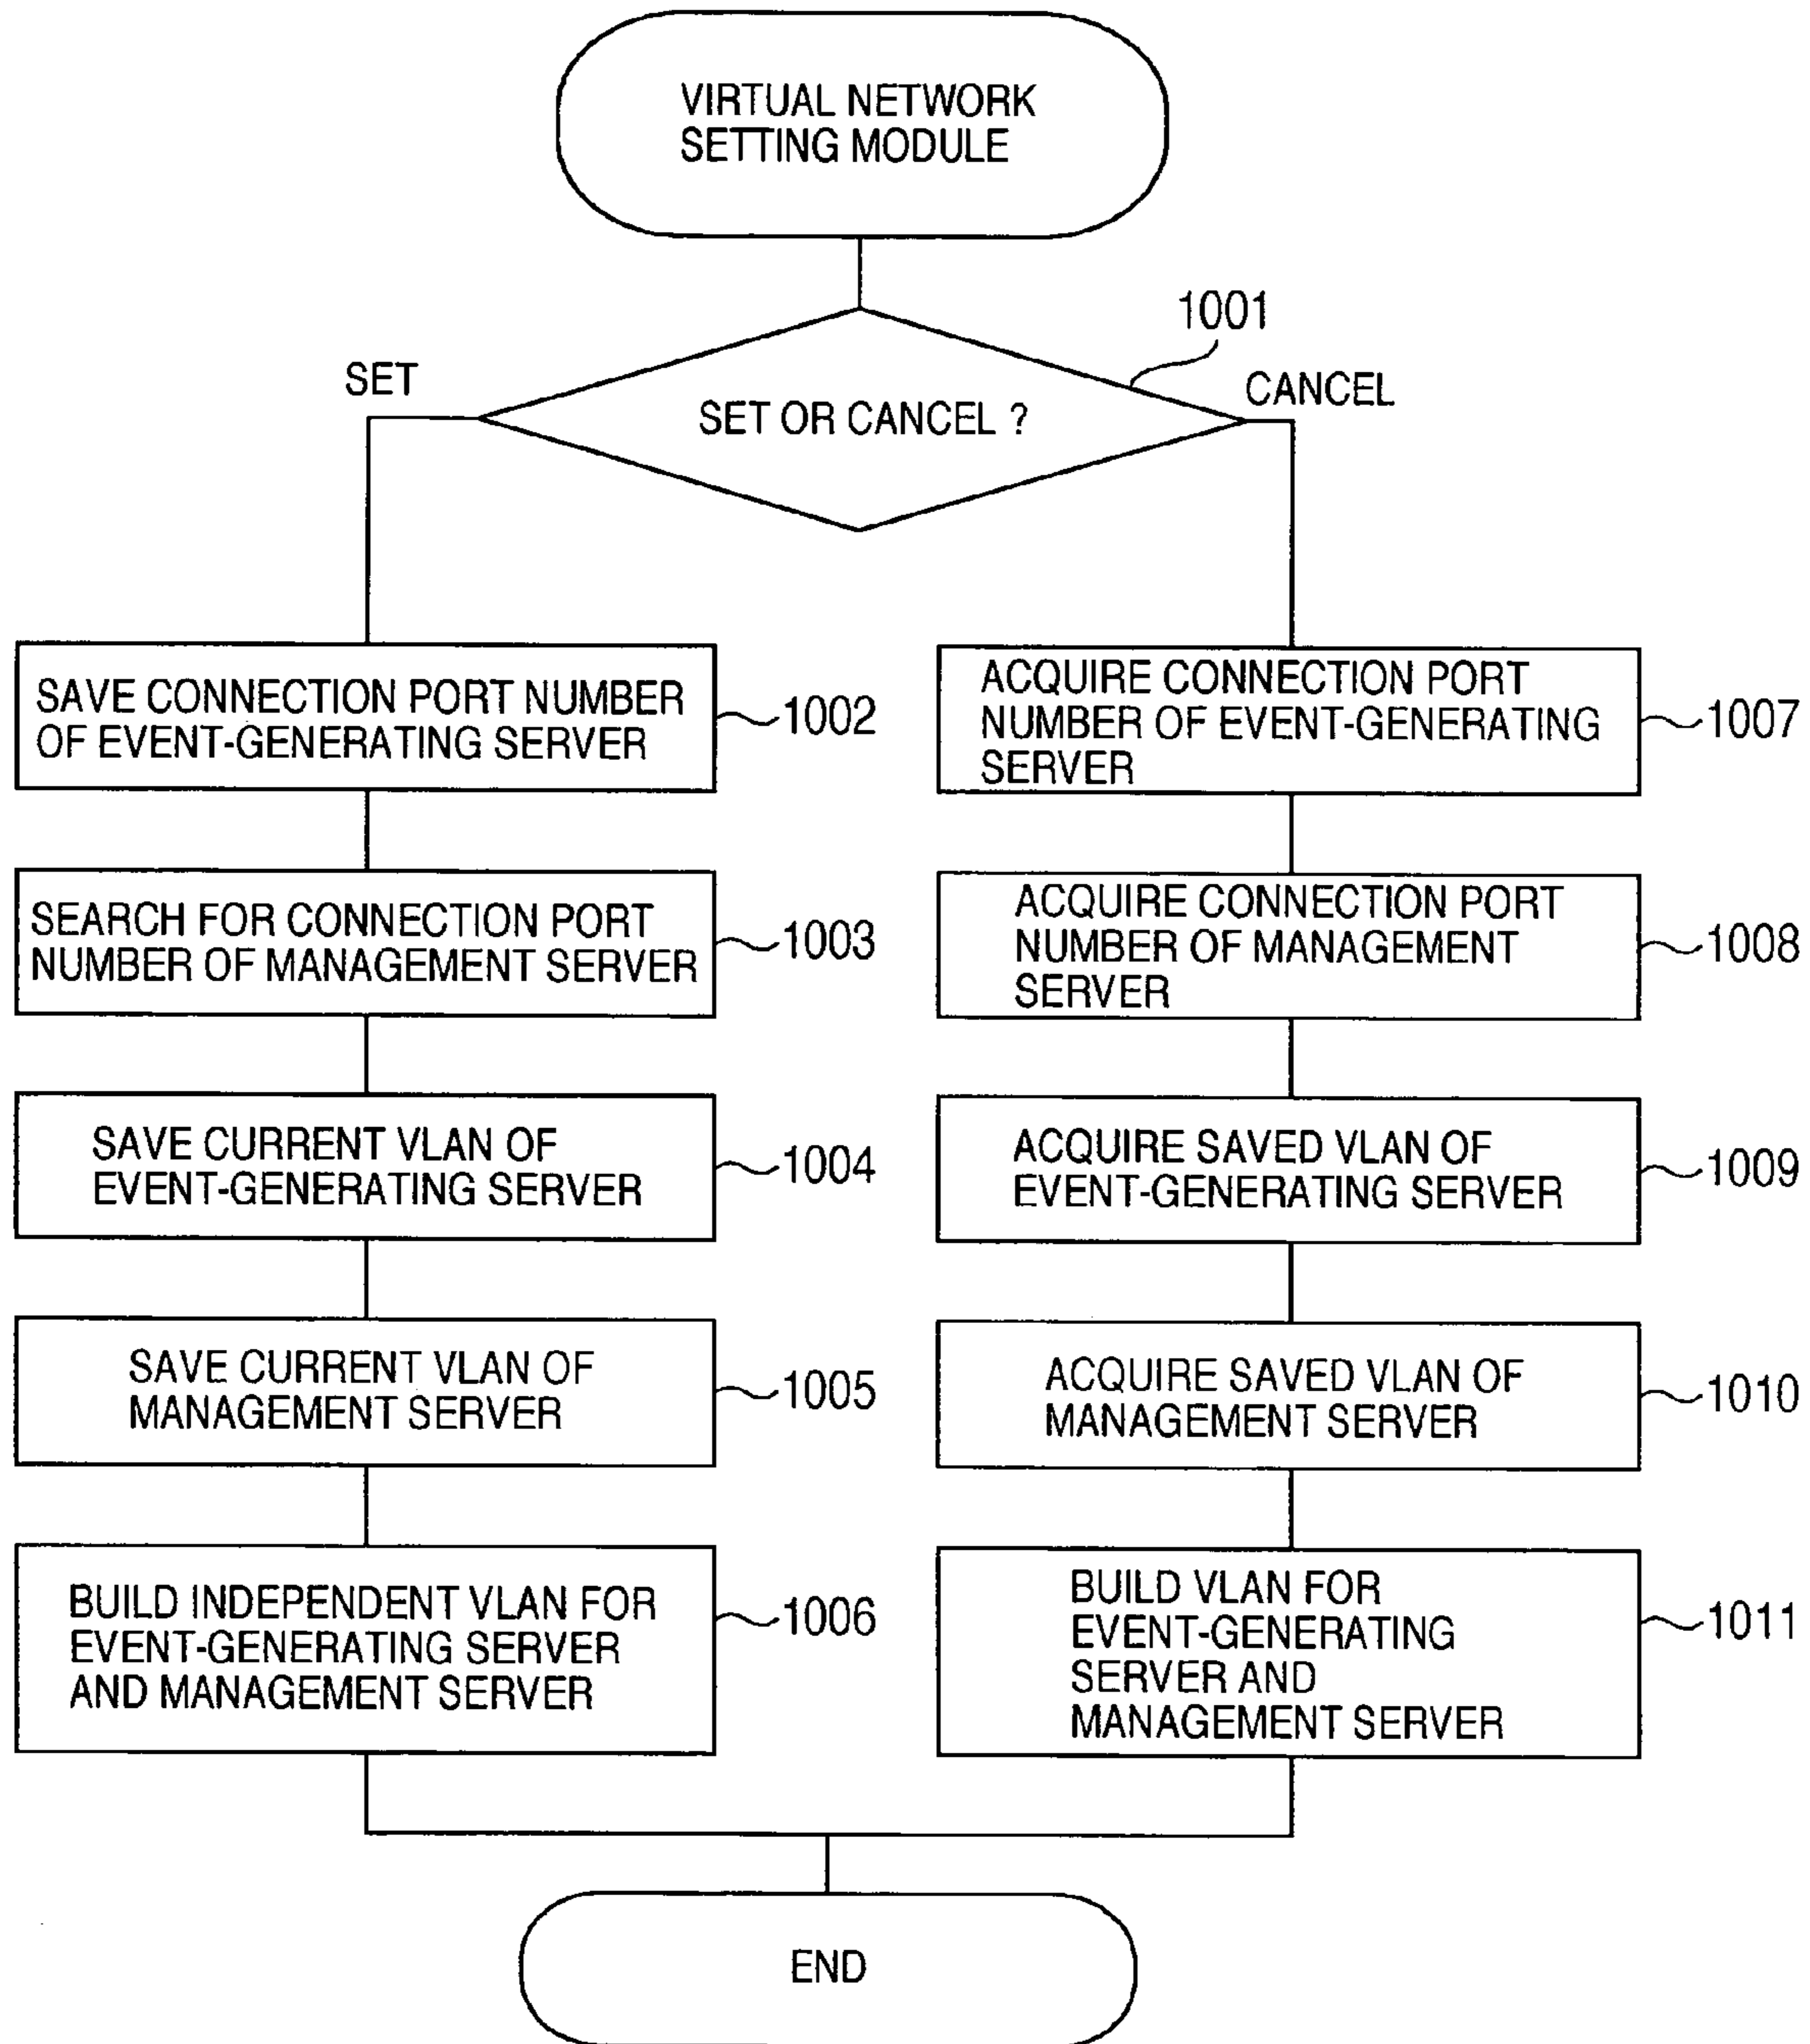 VIRTUAL NETWORK
SETTING MODULE
1001
SET
CANCEL
SET OR CANCEL ?
SAVE CONNECTION PORT NUMBER
OF EVENT-GENERATING SERVER
1002
SEARCH FOR CONNECTION PORT
NUMBER OF MANAGEMENT SERVER
1003
SAVE CURRENT VLAN OF
EVENT-GENERATING SERVER
1004
SAVE CURRENT VLAN OF
MANAGEMENT SERVER
1005
BUILD INDEPENDENT VLAN FOR
EVENT-GENERATING SERVER
AND MANAGEMENT SERVER
1006
ACQUIRE CONNECTION PORT
NUMBER OF EVENT-GENERATING
SERVER
1007
ACQUIRE CONNECTION PORT
NUMBER OF MANAGEMENT
SERVER
1008
ACQUIRE SAVED VLAN OF
EVENT-GENERATING SERVER
1009
ACQUIRE SAVED VLAN OF
MANAGEMENT SERVER
1010
BUILD VLAN FOR
EVENT-GENERATING
SERVER AND
MANAGEMENT SERVER
1011
END